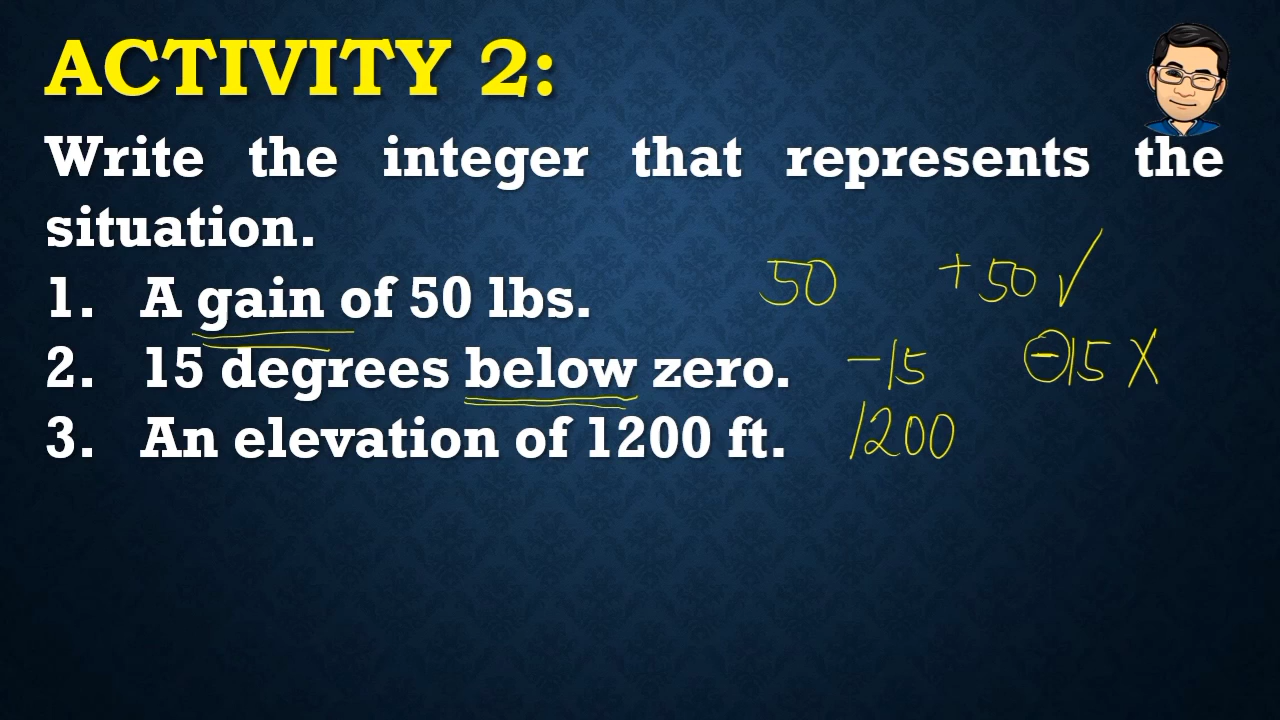 ACTIVITY 2:
Write the integer that represents the
situation.
1. A gain of 50 lbs. 50 +50 ✓
2. 15 degrees below zero. -15 -15 X
3. An elevation of 1200 ft. 1200